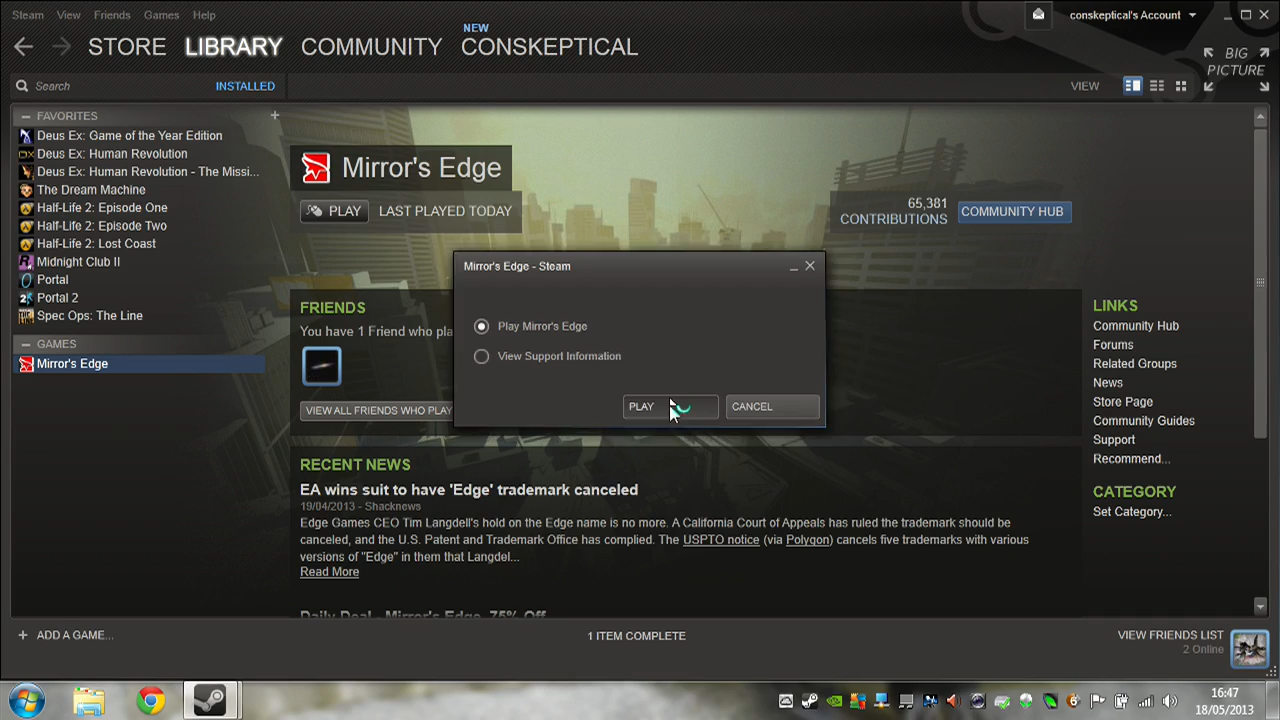 Steam View Friends Games Help
conskeptical's Account
STORE LIBRARY COMMUNITY CONSKEPTICAL
NEW
BIG
PICTURE
Search INSTALLED
VIEW
FAVORITES +
Deus Ex: Game of the Year Edition
Deus Ex: Human Revolution
Deus Ex: Human Revolution - The Missi...
The Dream Machine
Half-Life 2: Episode One
Half-Life 2: Episode Two
Half-Life 2: Lost Coast
Midnight Club II
Portal
Portal 2
Spec Ops: The Line
GAMES
Mirror's Edge
Mirror's Edge
PLAY LAST PLAYED TODAY
65,381
CONTRIBUTIONS
COMMUNITY HUB
FRIENDS
You have 1 Friend who pla
VIEW ALL FRIENDS WHO PLAY
Mirror's Edge - Steam
Play Mirror's Edge
View Support Information
PLAY CANCEL
RECENT NEWS
EA wins suit to have 'Edge' trademark canceled
19/04/2013 - Shacknews
Edge Games CEO Tim Langdell's hold on the Edge name is no more. A California Court of Appeals has ruled the trademark should be
canceled, and the U.S. Patent and Trademark Office has complied. The USPTO notice (via Polygon) cancels five trademarks with various
versions of "Edge" in them that Langdel...
Read More
Daily Deal - Mirror's Edge, 75% Off
LINKS
Community Hub
Forums
Related Groups
News
Store Page
Community Guides
Support
Recommend...
CATEGORY
Set Category...
+ ADD A GAME...
1 ITEM COMPLETE
VIEW FRIENDS LIST
2 Online
16:47
18/05/2013